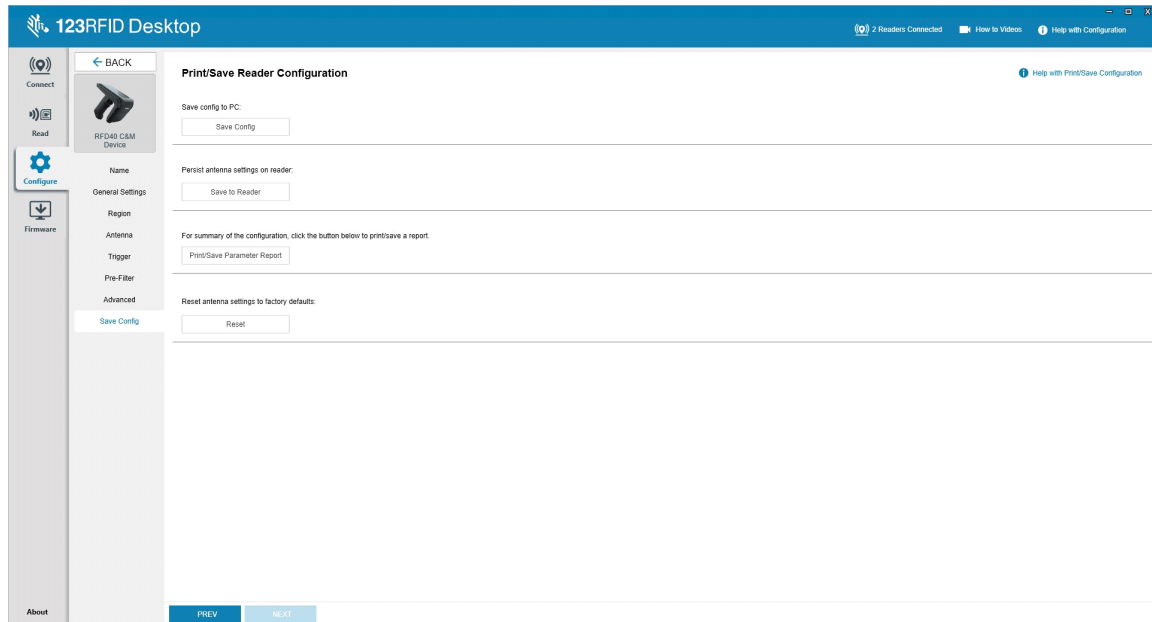 123RFID Desktop
2 Readers Connected
How to Videos
Help with Configuration
Connect
Read
Configure
Firmware
About
BACK
RFD40 C&M
Device
Name
General Settings
Region
Antenna
Trigger
Pre-Filter
Advanced
Save Config
Print/Save Reader Configuration
Help with Print/Save Configuration
Save config to PC:
Save Config
Persist antenna settings on reader:
Save to Reader
For summary of the configuration, click the button below to print/save a report.
Print/Save Parameter Report
Reset antenna settings to factory defaults:
Reset
PREV
NEXT